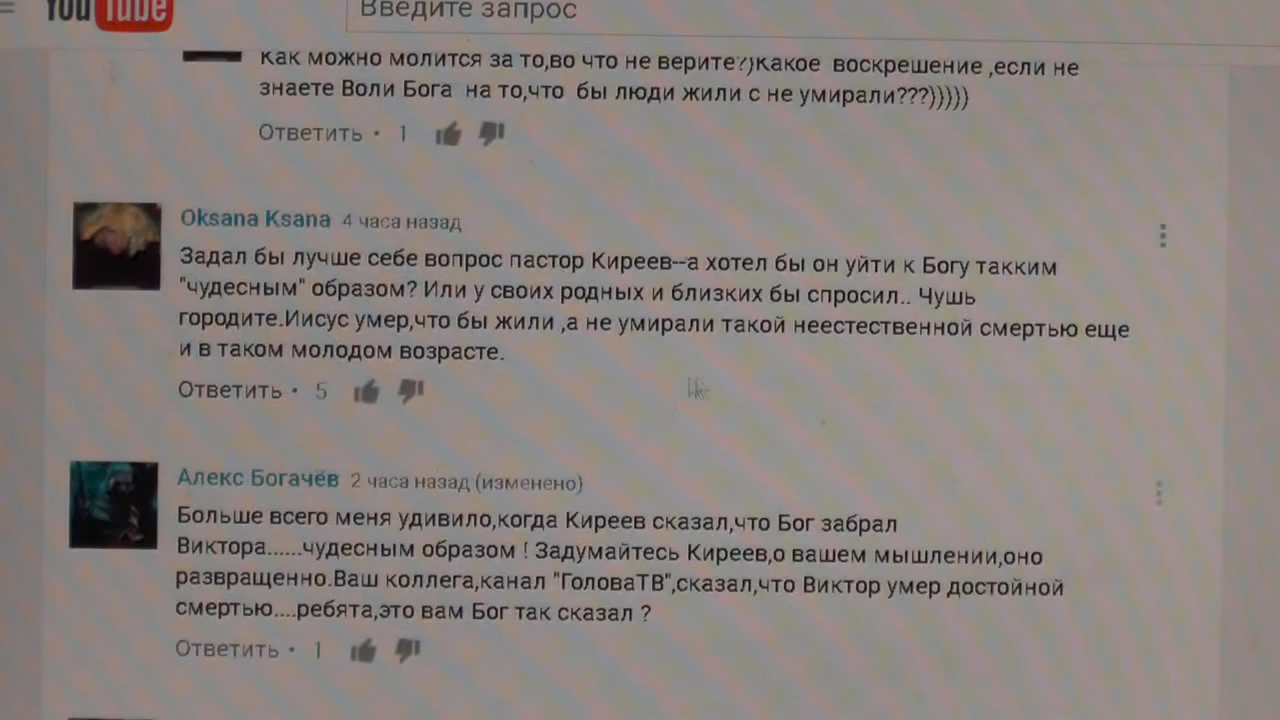 YouTube
Введите запрос
как можно молится за то,во что не верите?)какое воскрешение ,если не
знаете Воли Бога на то,что бы люди жили с не умирали???)))))
Ответить • 1
Oksana Ksana 4 часа назад
Задал бы лучше себе вопрос пастор Киреев--а хотел бы он уйти к Богу такким
"чудесным" образом? Или у своих родных и близких бы спросил.. Чушь
городите.Иисус умер,что бы жили ,а не умирали такой неестественной смертью еще
и в таком молодом возрасте.
Ответить • 5
Алекс Богачёв 2 часа назад (изменено)
Больше всего меня удивило,когда Киреев сказал,что Бог забрал
Виктора......чудесным образом ! Задумайтесь Киреев,о вашем мышлении,оно
развращенно.Ваш коллега,канал "ГоловаТВ",сказал,что Виктор умер достойной
смертью....ребята,это вам Бог так сказал ?
Ответить • 1